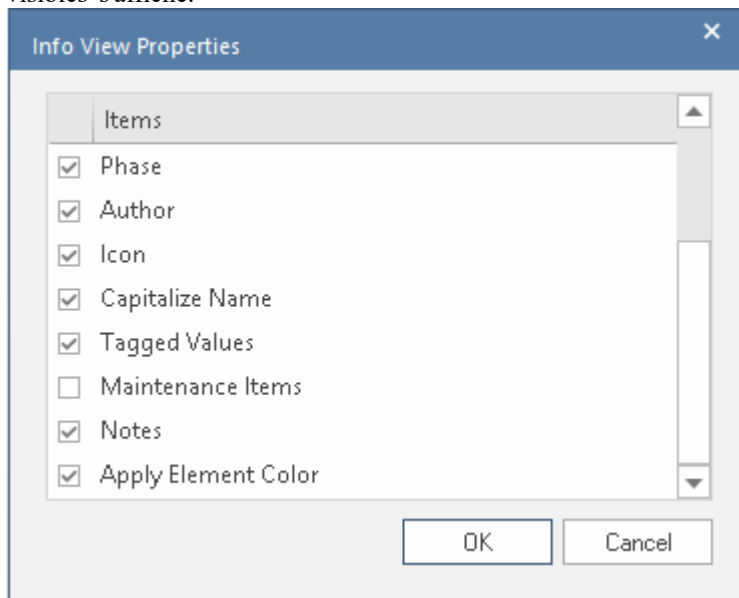 Info View Properties
Items
Phase
Author
Icon
Capitalize Name
Tagged Values
Maintenance Items
Notes
Apply Element Color
OK Cancel